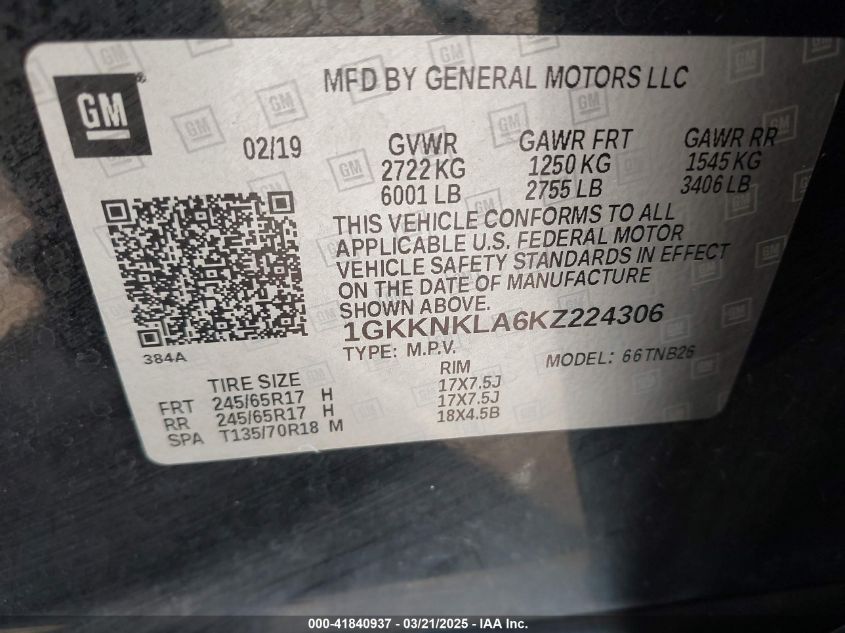 GM
®
MFD BY GENERAL MOTORS LLC
02/19
GVWR
2722 KG
6001 LB
GAWR FRT
1250 KG
2755 LB
GAWR RR
1545 KG
3406 LB
THIS VEHICLE CONFORMS TO ALL
APPLICABLE U.S. FEDERAL MOTOR
VEHICLE SAFETY STANDARDS IN EFFECT
ON THE DATE OF MANUFACTURE
SHOWN ABOVE.
1GKKNKLA6KZ224306
TYPE: M.P.V.
MODEL: 66TNB26
384A
TIRE SIZE
RIM
FRT 245/65R17 H 17X7.5J
RR 245/65R17 H 17X7.5J
SPA T135/70R18 M 18X4.5B
000-41840937 - 03/21/2025 - IAA Inc.